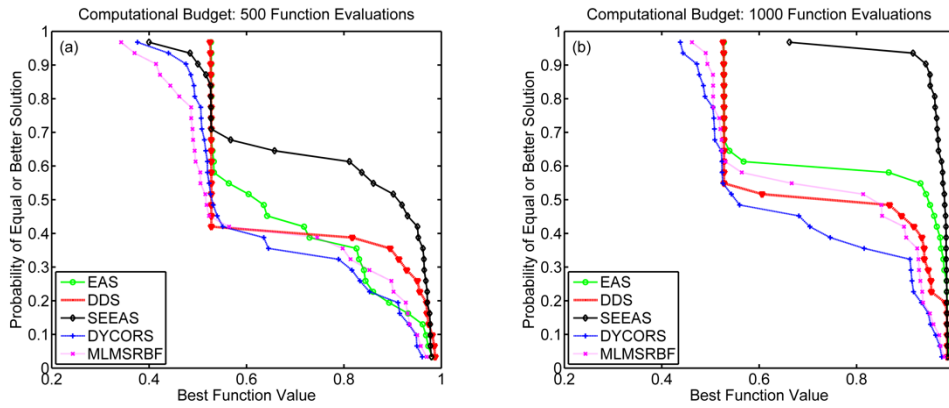 Computational Budget: 500 Function Evaluations
(a)
Probability of Equal or Better Solution
1
0.9
0.8
0.7
0.6
0.5
0.4
0.3
0.2
0.1
0
EAS
DDS
SEEAS
DYCORS
MLMSRBF
0.2 0.4 0.6 0.8 1
Best Function Value
Computational Budget: 1000 Function Evaluations
(b)
Probability of Equal or Better Solution
1
0.9
0.8
0.7
0.6
0.5
0.4
0.3
0.2
0.1
0
EAS
DDS
SEEAS
DYCORS
MLMSRBF
0.2 0.4 0.6 0.8
Best Function Value